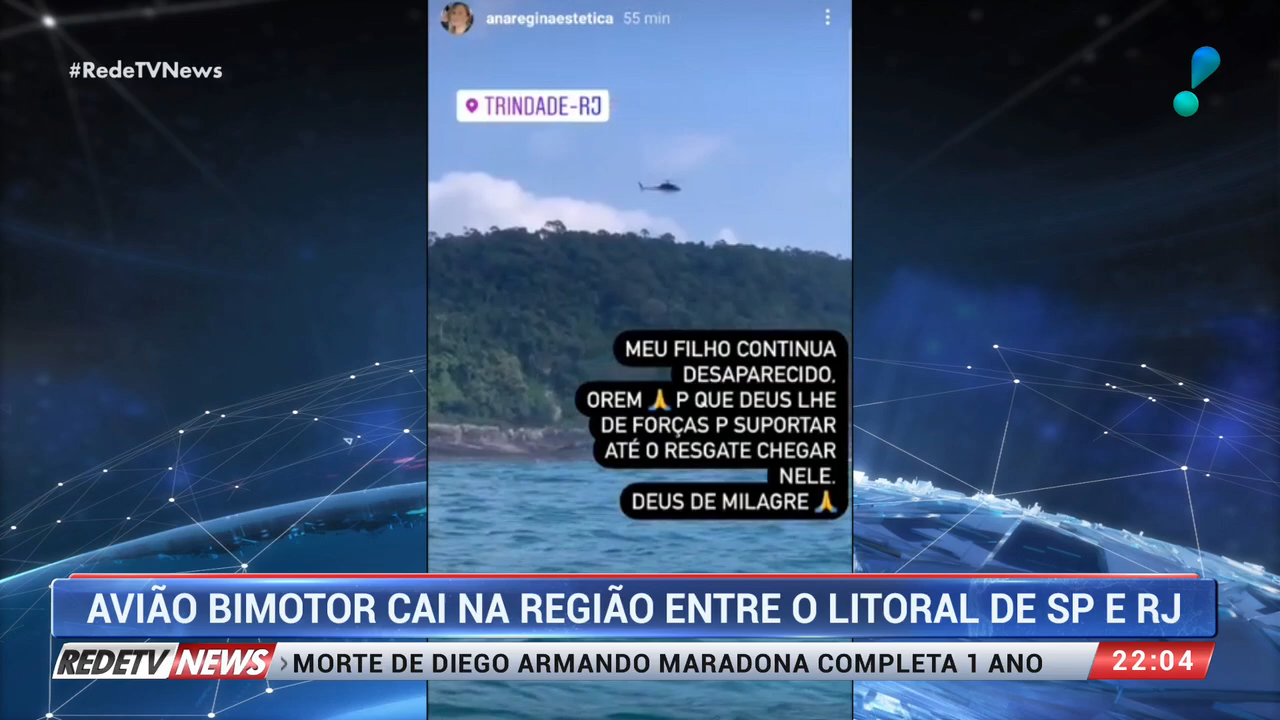 anareginaestetica 55 min
#RedeTVNews
TRINDADE-RJ
MEU FILHO CONTINUA
DESAPARECIDO.
OREM 🙏 P QUE DEUS LHE
DE FORÇAS P SUPORTAR
ATÉ O RESGATE CHEGAR
NELE.
DEUS DE MILAGRE 🙏
AVIÃO BIMOTOR CAI NA REGIÃO ENTRE O LITORAL DE SP E RJ
REDETV NEWS
MORTE DE DIEGO ARMANDO MARADONA COMPLETA 1 ANO
22:04